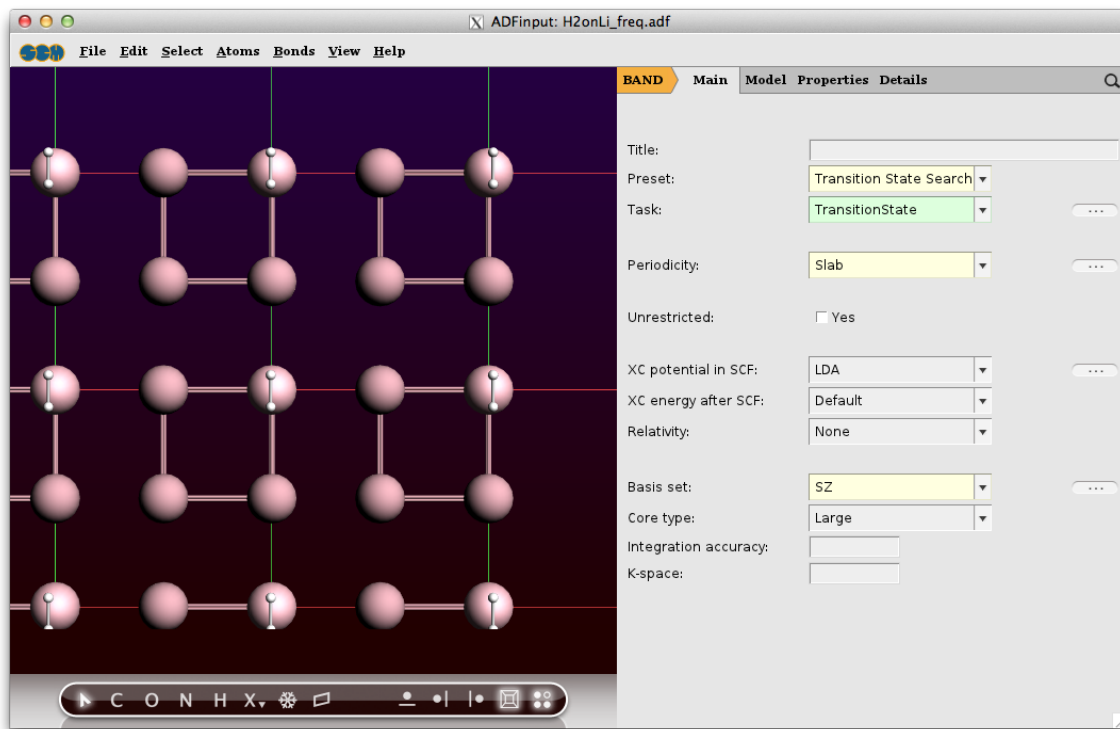 X ADFinput: H2onLi_freq.adf
SCM File Edit Select Atoms Bonds View Help
BAND Main Model Properties Details
Title:
Preset: Transition State Search
Task: TransitionState ...
Periodicity: Slab ...
Unrestricted: Yes
XC potential in SCF: LDA ...
XC energy after SCF: Default
Relativity: None
Basis set: SZ ...
Core type: Large
Integration accuracy:
K-space:
C O N H X